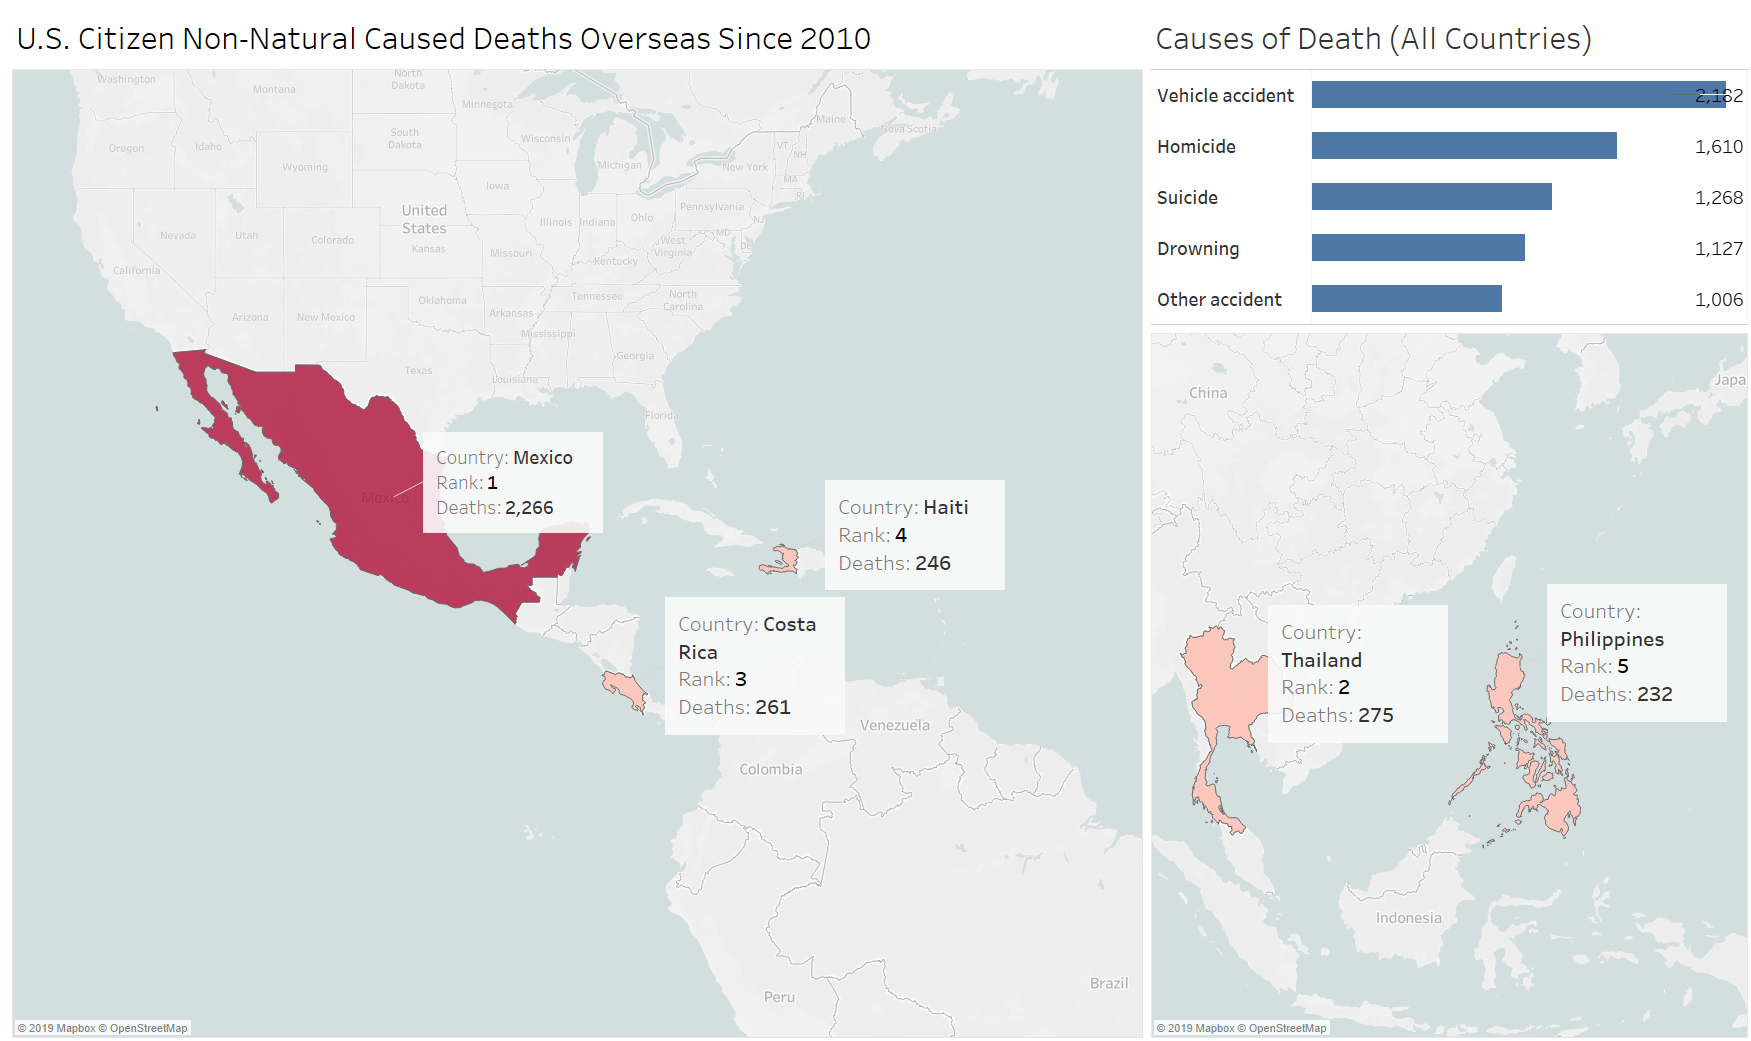 U.S. Citizen Non-Natural Caused Deaths Overseas Since 2010
Washington
North
Dakota
Montana
Minnesota
Maine
Nova Scotia
Oregon
Idaho
South
Dakota
Wisconsin
Wyoming
Michigan
VT
NH
New York
MA
RI
Iowa
United
States
Pennsylvania
NJ
Nevada
Utah
Colorado
Kansas
Illinois
Indiana
Ohio
MD
DE
West
Virginia
Missouri
Kentucky
California
Oklahoma
Tennessee
North
Carolina
Arizona
New Mexico
Arkansas
Mississippi
Georgia
Texas
Louisiana
Florida
Mexico
Country: Mexico
Rank: 1
Deaths: 2,266
Country: Haiti
Rank: 4
Deaths: 246
Country: Costa
Rica
Rank: 3
Deaths: 261
Venezuela
Colombia
Peru
Brazil
© 2019 Mapbox © OpenStreetMap
Causes of Death (All Countries)
Vehicle accident 2,182
Homicide 1,610
Suicide 1,268
Drowning 1,127
Other accident 1,006
China
Japa
Country:
Thailand
Rank: 2
Deaths: 275
Country:
Philippines
Rank: 5
Deaths: 232
Indonesia
© 2019 Mapbox © OpenStreetMap